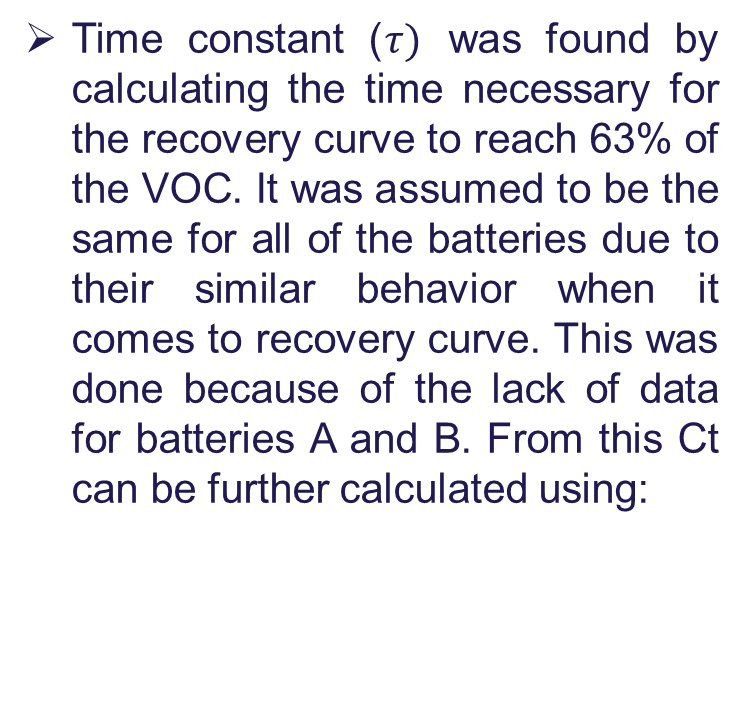 ➢ Time constant (𝜏) was found by
calculating the time necessary for
the recovery curve to reach 63% of
the VOC. It was assumed to be the
same for all of the batteries due to
their similar behavior when it
comes to recovery curve. This was
done because of the lack of data
for batteries A and B. From this Ct
can be further calculated using: